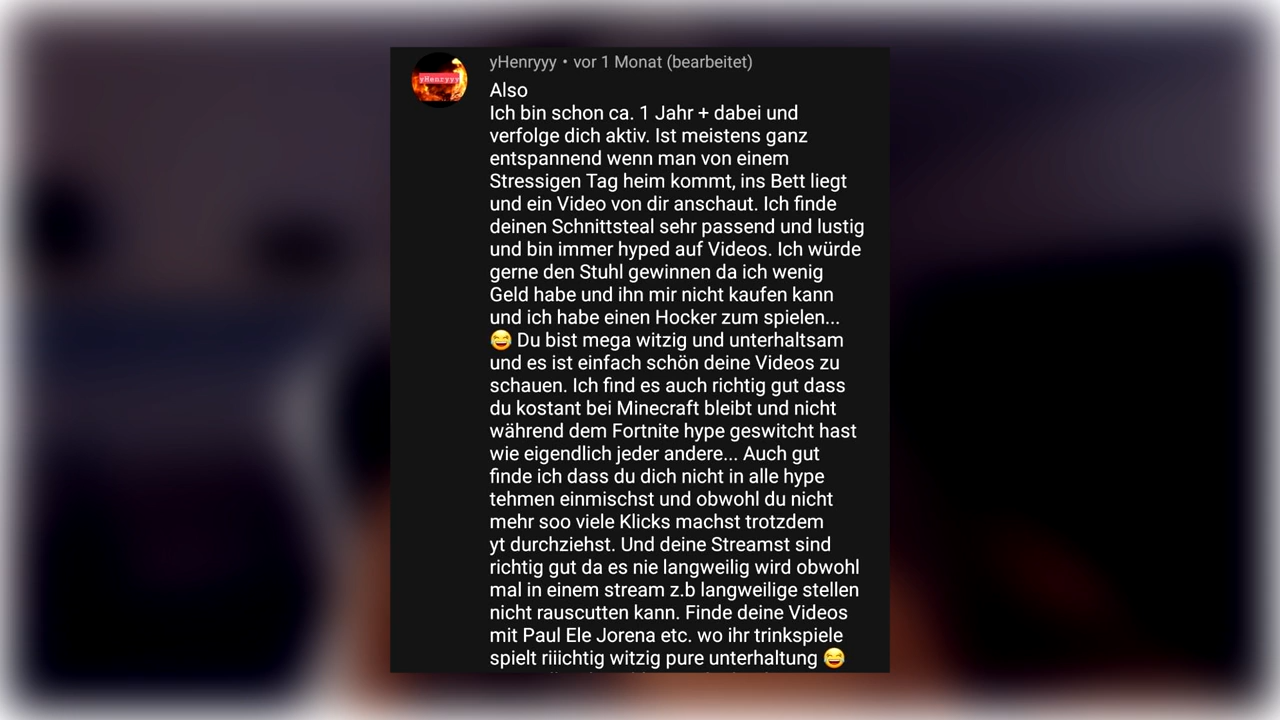 yHenryyy
yHenryyy • vor 1 Monat (bearbeitet)
Also
Ich bin schon ca. 1 Jahr + dabei und
verfolge dich aktiv. Ist meistens ganz
entspannend wenn man von einem
Stressigen Tag heim kommt, ins Bett liegt
und ein Video von dir anschaut. Ich finde
deinen Schnittsteal sehr passend und lustig
und bin immer hyped auf Videos. Ich würde
gerne den Stuhl gewinnen da ich wenig
Geld habe und ihn mir nicht kaufen kann
und ich habe einen Hocker zum spielen...
😅 Du bist mega witzig und unterhaltsam
und es ist einfach schön deine Videos zu
schauen. Ich find es auch richtig gut dass
du kostant bei Minecraft bleibt und nicht
während dem Fortnite hype geswitcht hast
wie eigendlich jeder andere... Auch gut
finde ich dass du dich nicht in alle hype
tehmen einmischst und obwohl du nicht
mehr soo viele Klicks machst trotzdem
yt durchziehst. Und deine Streamst sind
richtig gut da es nie langweilig wird obwohl
mal in einem stream z.b langweilige stellen
nicht rauscutten kann. Finde deine Videos
mit Paul Ele Jorena etc. wo ihr trinkspiele
spielt riiichtig witzig pure unterhaltung 😅